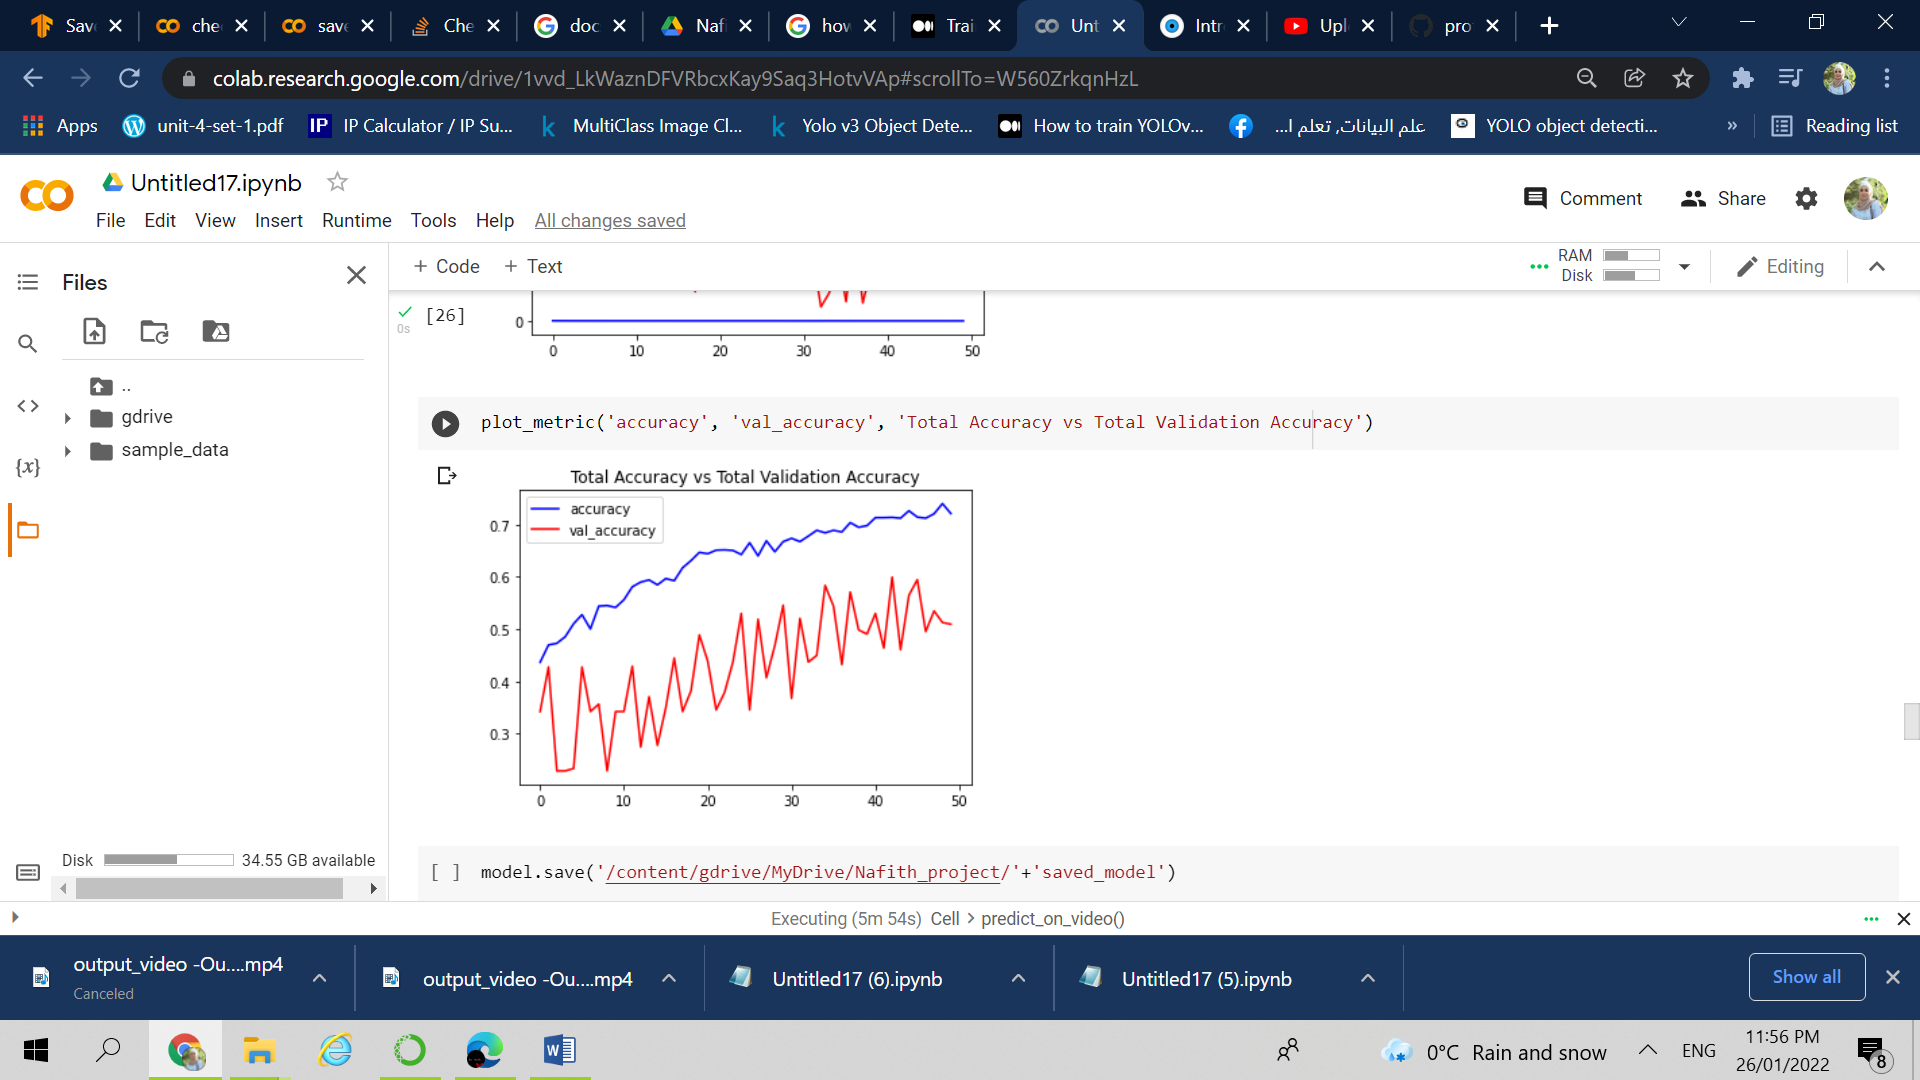 Sav
che
save
Che
doc
Naf
how
Trai
Unt
Intr
Upl
pro
colab.research.google.com/drive/1vvd_LkWaznDFVRbcxKay9Saq3HotvVAp#scrollTo=W560ZrkqnHzL
Apps
unit-4-set-1.pdf
IP
IP Calculator / IP Su...
k
MultiClass Image Cl...
k
Yolo v3 Object Dete...
How to train YOLOv...
علم البيانات, تعلم ا...
YOLO object detecti...
»
Reading list
Untitled17.ipynb
File Edit View Insert Runtime Tools Help All changes saved
Comment
Share
Files
+ Code + Text
RAM
Disk
Editing
..
gdrive
sample_data
{x}
Disk 34.55 GB available
[26]
0s
0
0 10 20 30 40 50
plot_metric('accuracy', 'val_accuracy', 'Total Accuracy vs Total Validation Accuracy')
Total Accuracy vs Total Validation Accuracy
accuracy
val_accuracy
0.7
0.6
0.5
0.4
0.3
0 10 20 30 40 50
[ ] model.save('/content/gdrive/MyDrive/Nafith_project/'+'saved_model')
Executing (5m 54s) Cell > predict_on_video()
output_video -Ou....mp4
Canceled
output_video -Ou....mp4
Untitled17 (6).ipynb
Untitled17 (5).ipynb
Show all
0°C Rain and snow
ENG
11:56 PM
26/01/2022
8